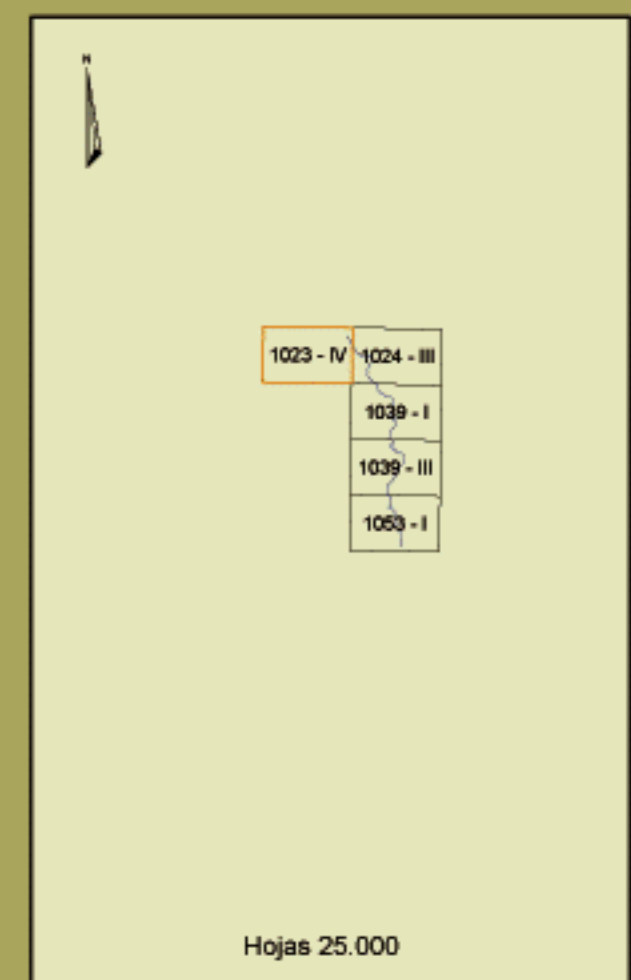 N
1023 - IV 1024 - III
1039 - I
1039 - III
1053 - I
Hojas 25.000